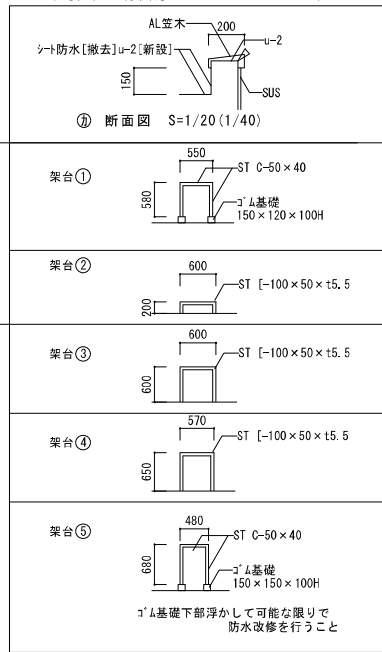 AL笠木
200
u-2
シート防水[撤去]u-2[新設]
150
SUS
カ 断面図 S=1/20(1/40)
架台①
550
580
ST C-50×40
ゴム基礎
150×120×100H
架台②
600
200
ST [-100×50×t5.5
架台③
600
600
ST [-100×50×t5.5
架台④
570
650
ST [-100×50×t5.5
架台⑤
480
680
ST C-50×40
ゴム基礎
150×150×100H
ゴム基礎下部浮かして可能な限りで
防水改修を行うこと